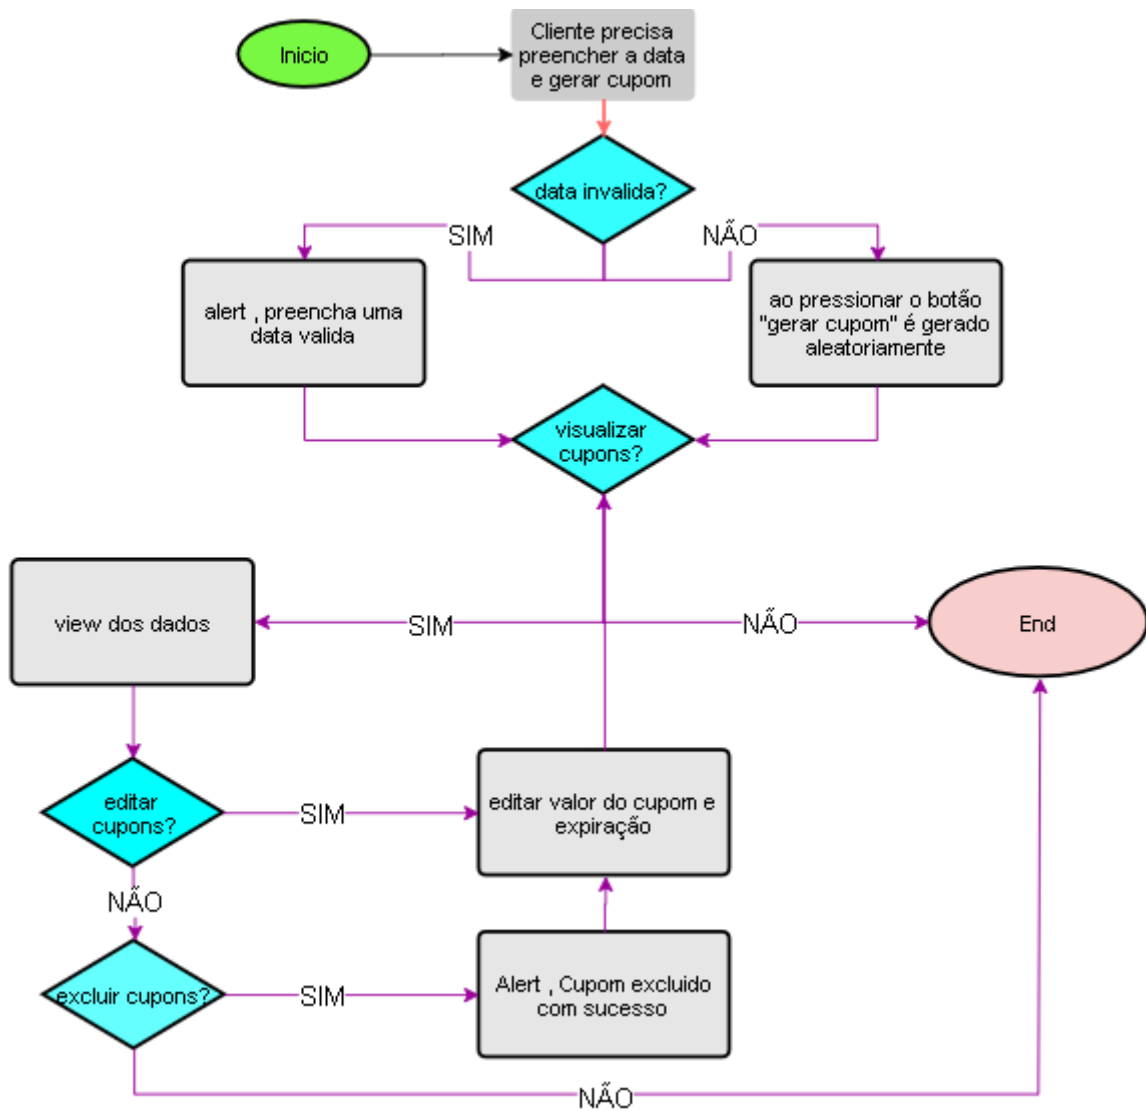 Inicio
Cliente precisa
preencher a data
e gerar cupom
data invalida?
SIM
NÃO
alert , preencha uma
data valida
ao pressionar o botão
"gerar cupom" é gerado
aleatoriamente
visualizar
cupons?
view dos dados
SIM
NÃO
End
editar
cupons?
SIM
editar valor do cupom e
expiração
NÃO
excluir cupons?
SIM
Alert , Cupom excluido
com sucesso
NÃO